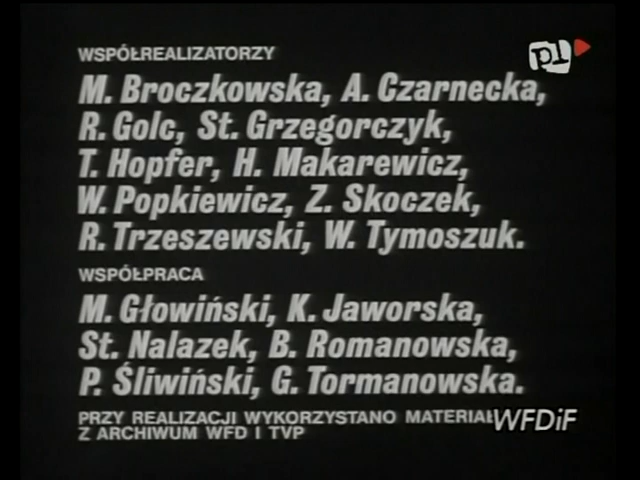 WSPÓŁREALIZATORZY
M. Broczkowska, A. Czarnecka,
R. Golc, St. Grzegorczyk,
T. Hopfer, H. Makarewicz,
W. Popkiewicz, Z. Skoczek,
R. Trzeszewski, W. Tymoszuk.
WSPÓŁPRACA
M. Głowiński, K. Jaworska,
St. Nalazek, B. Romanowska,
P. Śliwiński, G. Tormanowska.
PRZY REALIZACJI WYKORZYSTANO MATERIAŁ
Z ARCHIWUM WFD I TVP
WFDiF
p1